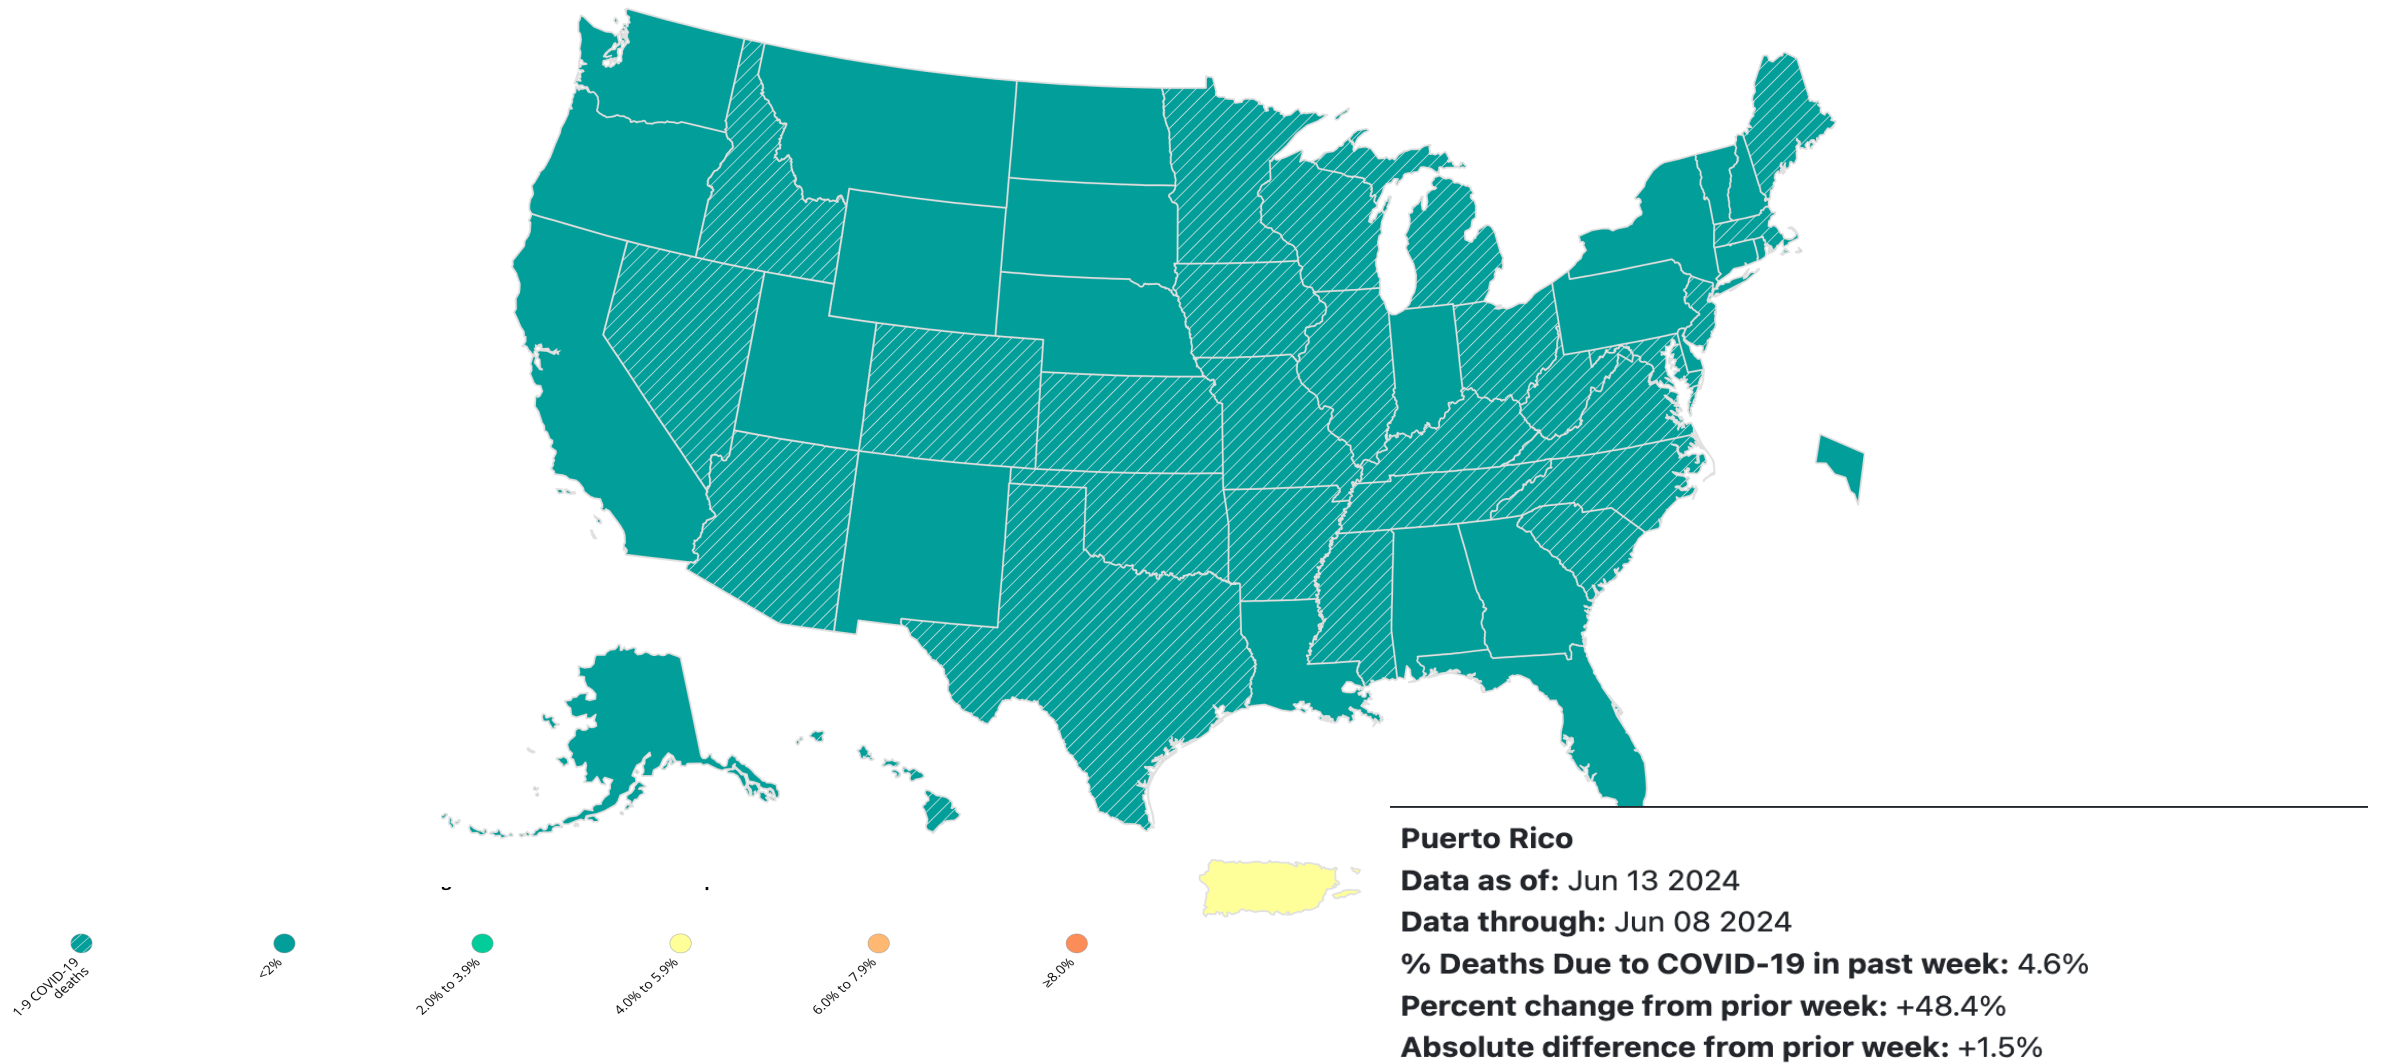 1-9 COVID-19
deaths
<2%
2.0% to 3.9%
4.0% to 5.9%
6.0% to 7.9%
≥8.0%
Puerto Rico
Data as of: Jun 13 2024
Data through: Jun 08 2024
% Deaths Due to COVID-19 in past week: 4.6%
Percent change from prior week: +48.4%
Absolute difference from prior week: +1.5%